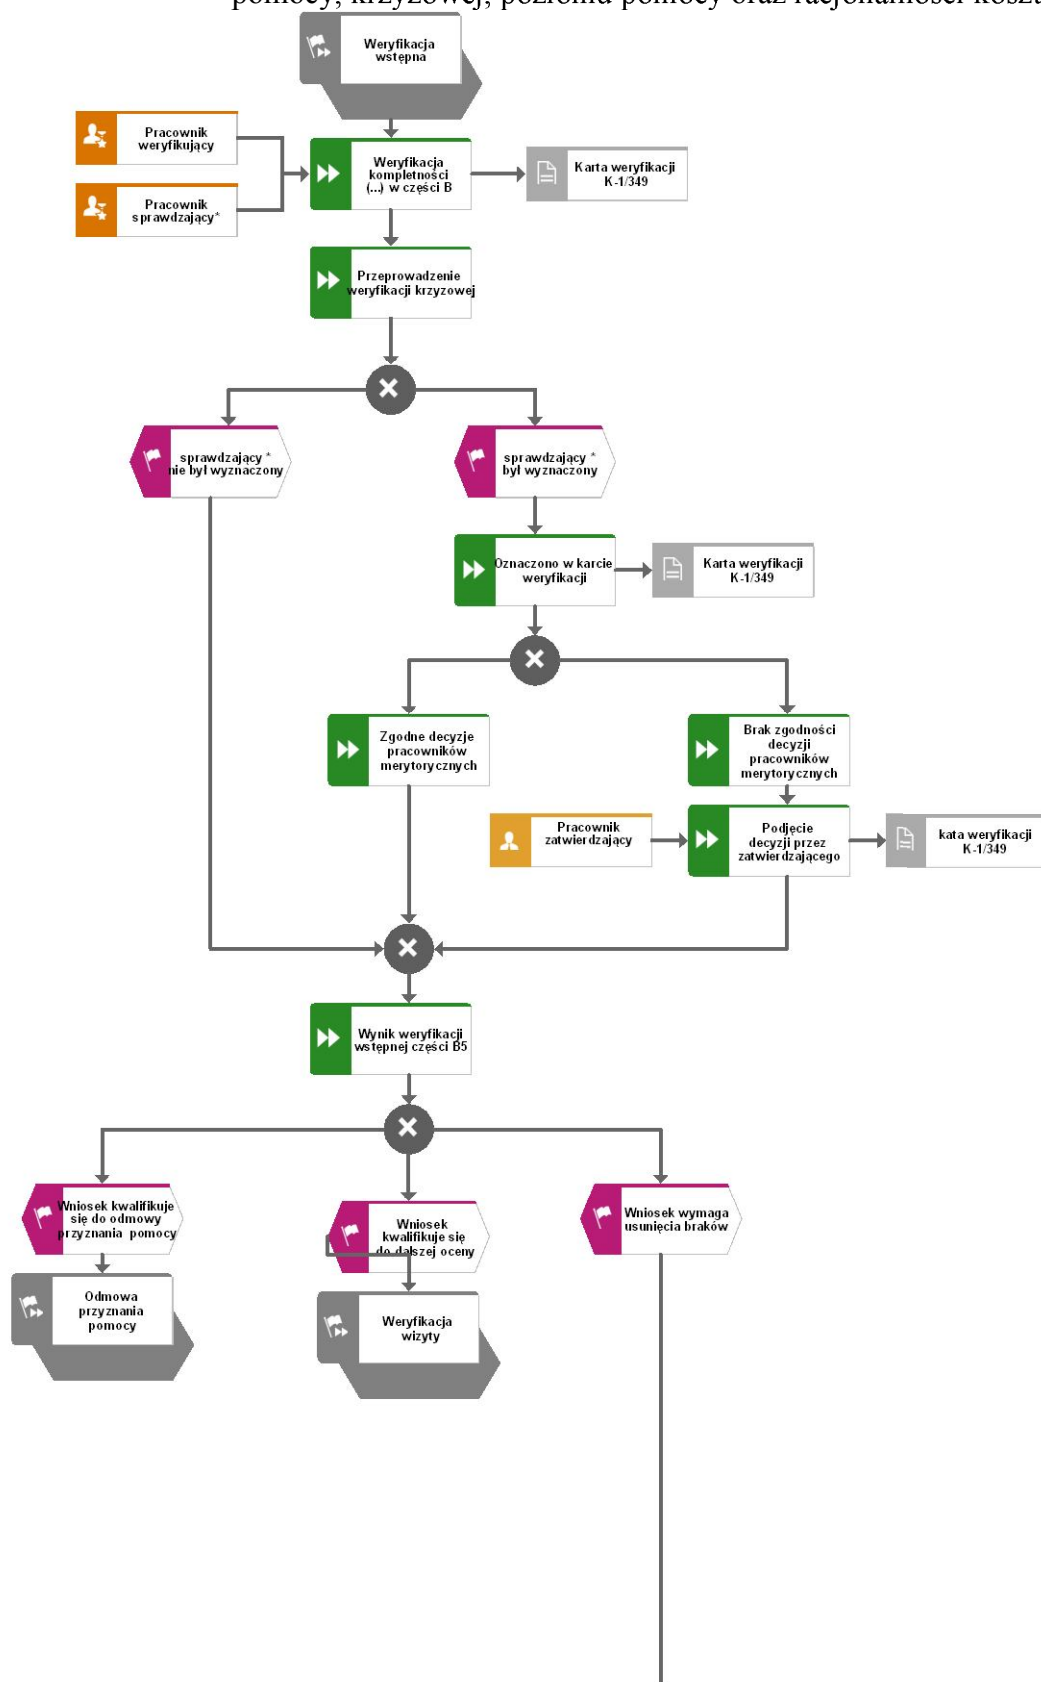 pomocy, krzyżowej, poziomu pomocy oraz racjonalności koszt
Weryfikacja
wstępna
Pracownik
weryfikujący
Pracownik
sprawdzający*
Weryfikacja
kompletności
(...) w części B
Karta weryfikacji
K-1/349
Przeprowadzenie
weryfikacji krzyzowej
sprawdzający *
nie był wyznaczony
sprawdzający *
był wyznaczony
Oznaczono w karcie
weryfikacji
Karta weryfikacji
K-1/349
Zgodne decyzje
pracowników
merytorycznych
Brak zgodności
decyzji
pracowników
merytorycznych
Pracownik
zatwierdzający
Podjęcie
decyzji przez
zatwierdzającego
kata weryfikacji
K-1/349
Wynik weryfikacji
wstępnej części B5
Wniosek kwalifikuje
się do odmowy
przyznania pomocy
Wniosek
kwalifikuje się
do dalszej oceny
Wniosek wymaga
usunięcia braków
Odmowa
przyznania
pomocy
Weryfikacja
wizyty